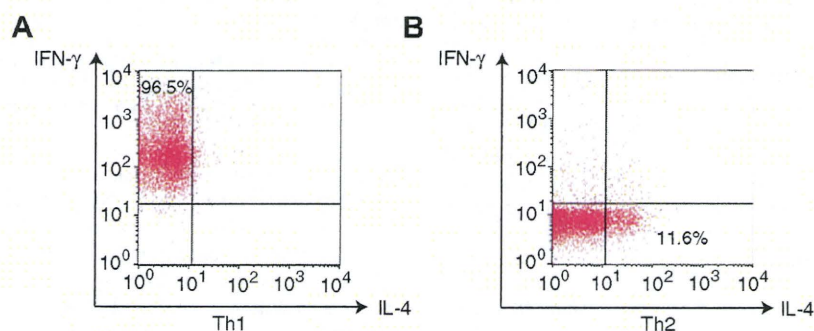 A
IFN-γ
10⁴
96.5%
10³
10²
10¹
10⁰
10⁰ 10¹ 10² 10³ 10⁴
IL-4
Th1
B
IFN-γ
10⁴
10³
10²
10¹
11.6%
10⁰
10⁰ 10¹ 10² 10³ 10⁴
IL-4
Th2